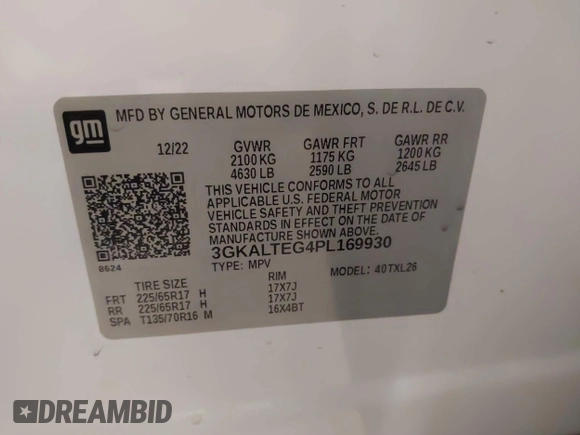 gm
MFD BY GENERAL MOTORS DE MEXICO, S. DE R.L. DE C.V.
12/22 GVWR GAWR FRT GAWR RR
2100 KG 1175 KG 1200 KG
4630 LB 2590 LB 2645 LB
THIS VEHICLE CONFORMS TO ALL
APPLICABLE U.S. FEDERAL MOTOR
VEHICLE SAFETY AND THEFT PREVENTION
STANDARDS IN EFFECT ON THE DATE OF
MANUFACTURE SHOWN ABOVE.
3GKALTEG4PL169930
8624 TYPE: MPV MODEL: 40TXL26
TIRE SIZE RIM
FRT 225/65R17 H 17X7J
RR 225/65R17 H 17X7J
SPA T135/70R16 M 16X4BT
DREAMBID